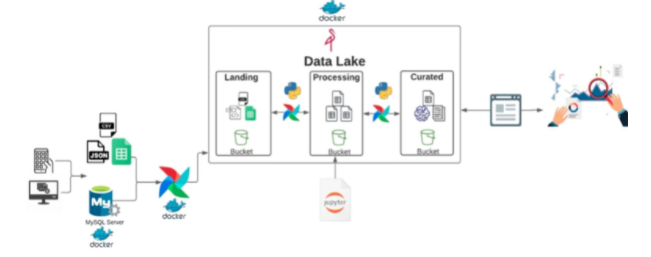 docker
Data Lake
Landing
Processing
Curated
Bucket
Bucket
Bucket
CSV
JSON
My
MySQL Server
docker
docker
jupyter